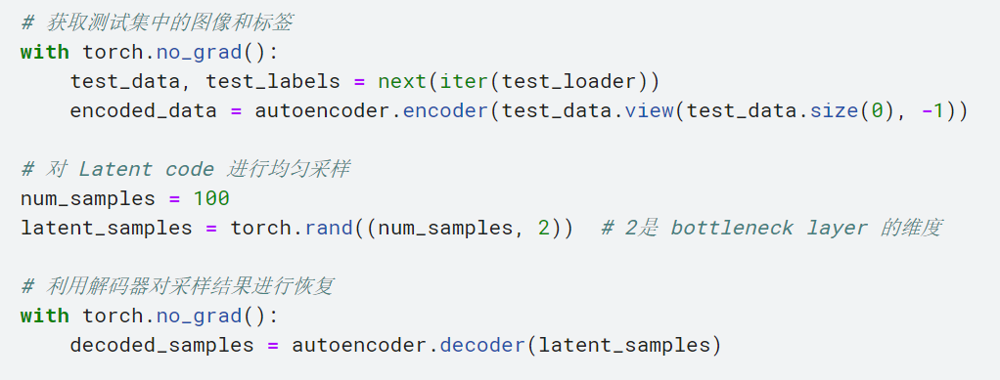 # 获取测试集中的图像和标签
with torch.no_grad():
    test_data, test_labels = next(iter(test_loader))
    encoded_data = autoencoder.encoder(test_data.view(test_data.size(0), -1))
# 对 Latent code 进行均匀采样
num_samples = 100
latent_samples = torch.rand((num_samples, 2))  # 2是 bottleneck layer 的维度
# 利用解码器对采样结果进行恢复
with torch.no_grad():
    decoded_samples = autoencoder.decoder(latent_samples)